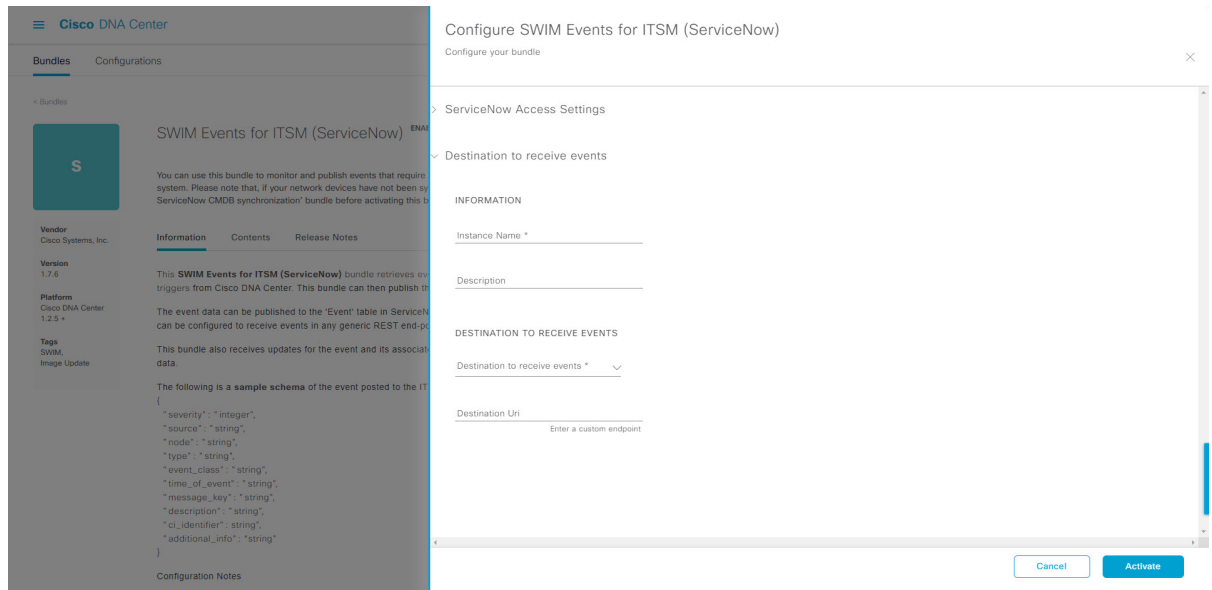 Cisco DNA Center
Bundles Configurations
< Bundles
S
SWIM Events for ITSM (ServiceNow)
You can use this bundle to monitor and publish events that require
system. Please note that, if your network devices have not been
ServiceNow CMDB synchronization' bundle before activating this
Vendor
Cisco Systems, Inc.
Version
1.7.6
Platform
Cisco DNA Center
1.2.5 +
Tags
SWIM,
Image Update
Information Contents Release Notes
This SWIM Events for ITSM (ServiceNow) bundle retrieves
triggers from Cisco DNA Center. This bundle can then publish
The event data can be published to the 'Event' table in
can be configured to receive events in any generic REST
This bundle also receives updates for the event and its
data.
The following is a sample schema of the event posted to the IT
{
"severity" : "integer",
"source" : "string",
"node" : "string",
"type" : "string",
"event_class" : "string",
"time_of_event" : "string",
"message_key" : "string",
"description" : "string",
"ci_identifier" : string",
"additional_info" : "string"
}
Configuration Notes
Configure SWIM Events for ITSM (ServiceNow)
Configure your bundle
ServiceNow Access Settings
Destination to receive events
INFORMATION
Instance Name *
Description
DESTINATION TO RECEIVE EVENTS
Destination to receive events *
Destination Uri
Enter a custom endpoint
Cancel Activate